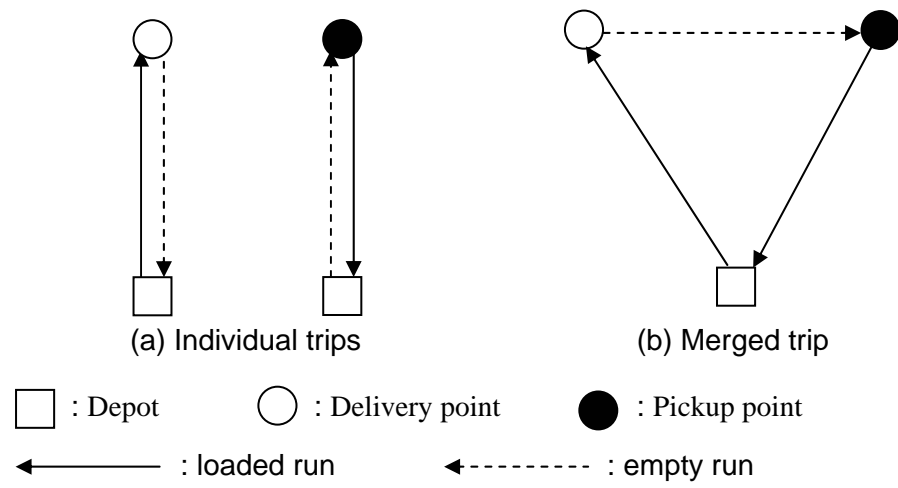 (a) Individual trips (b) Merged trip
: Depot : Delivery point : Pickup point
: loaded run : empty run